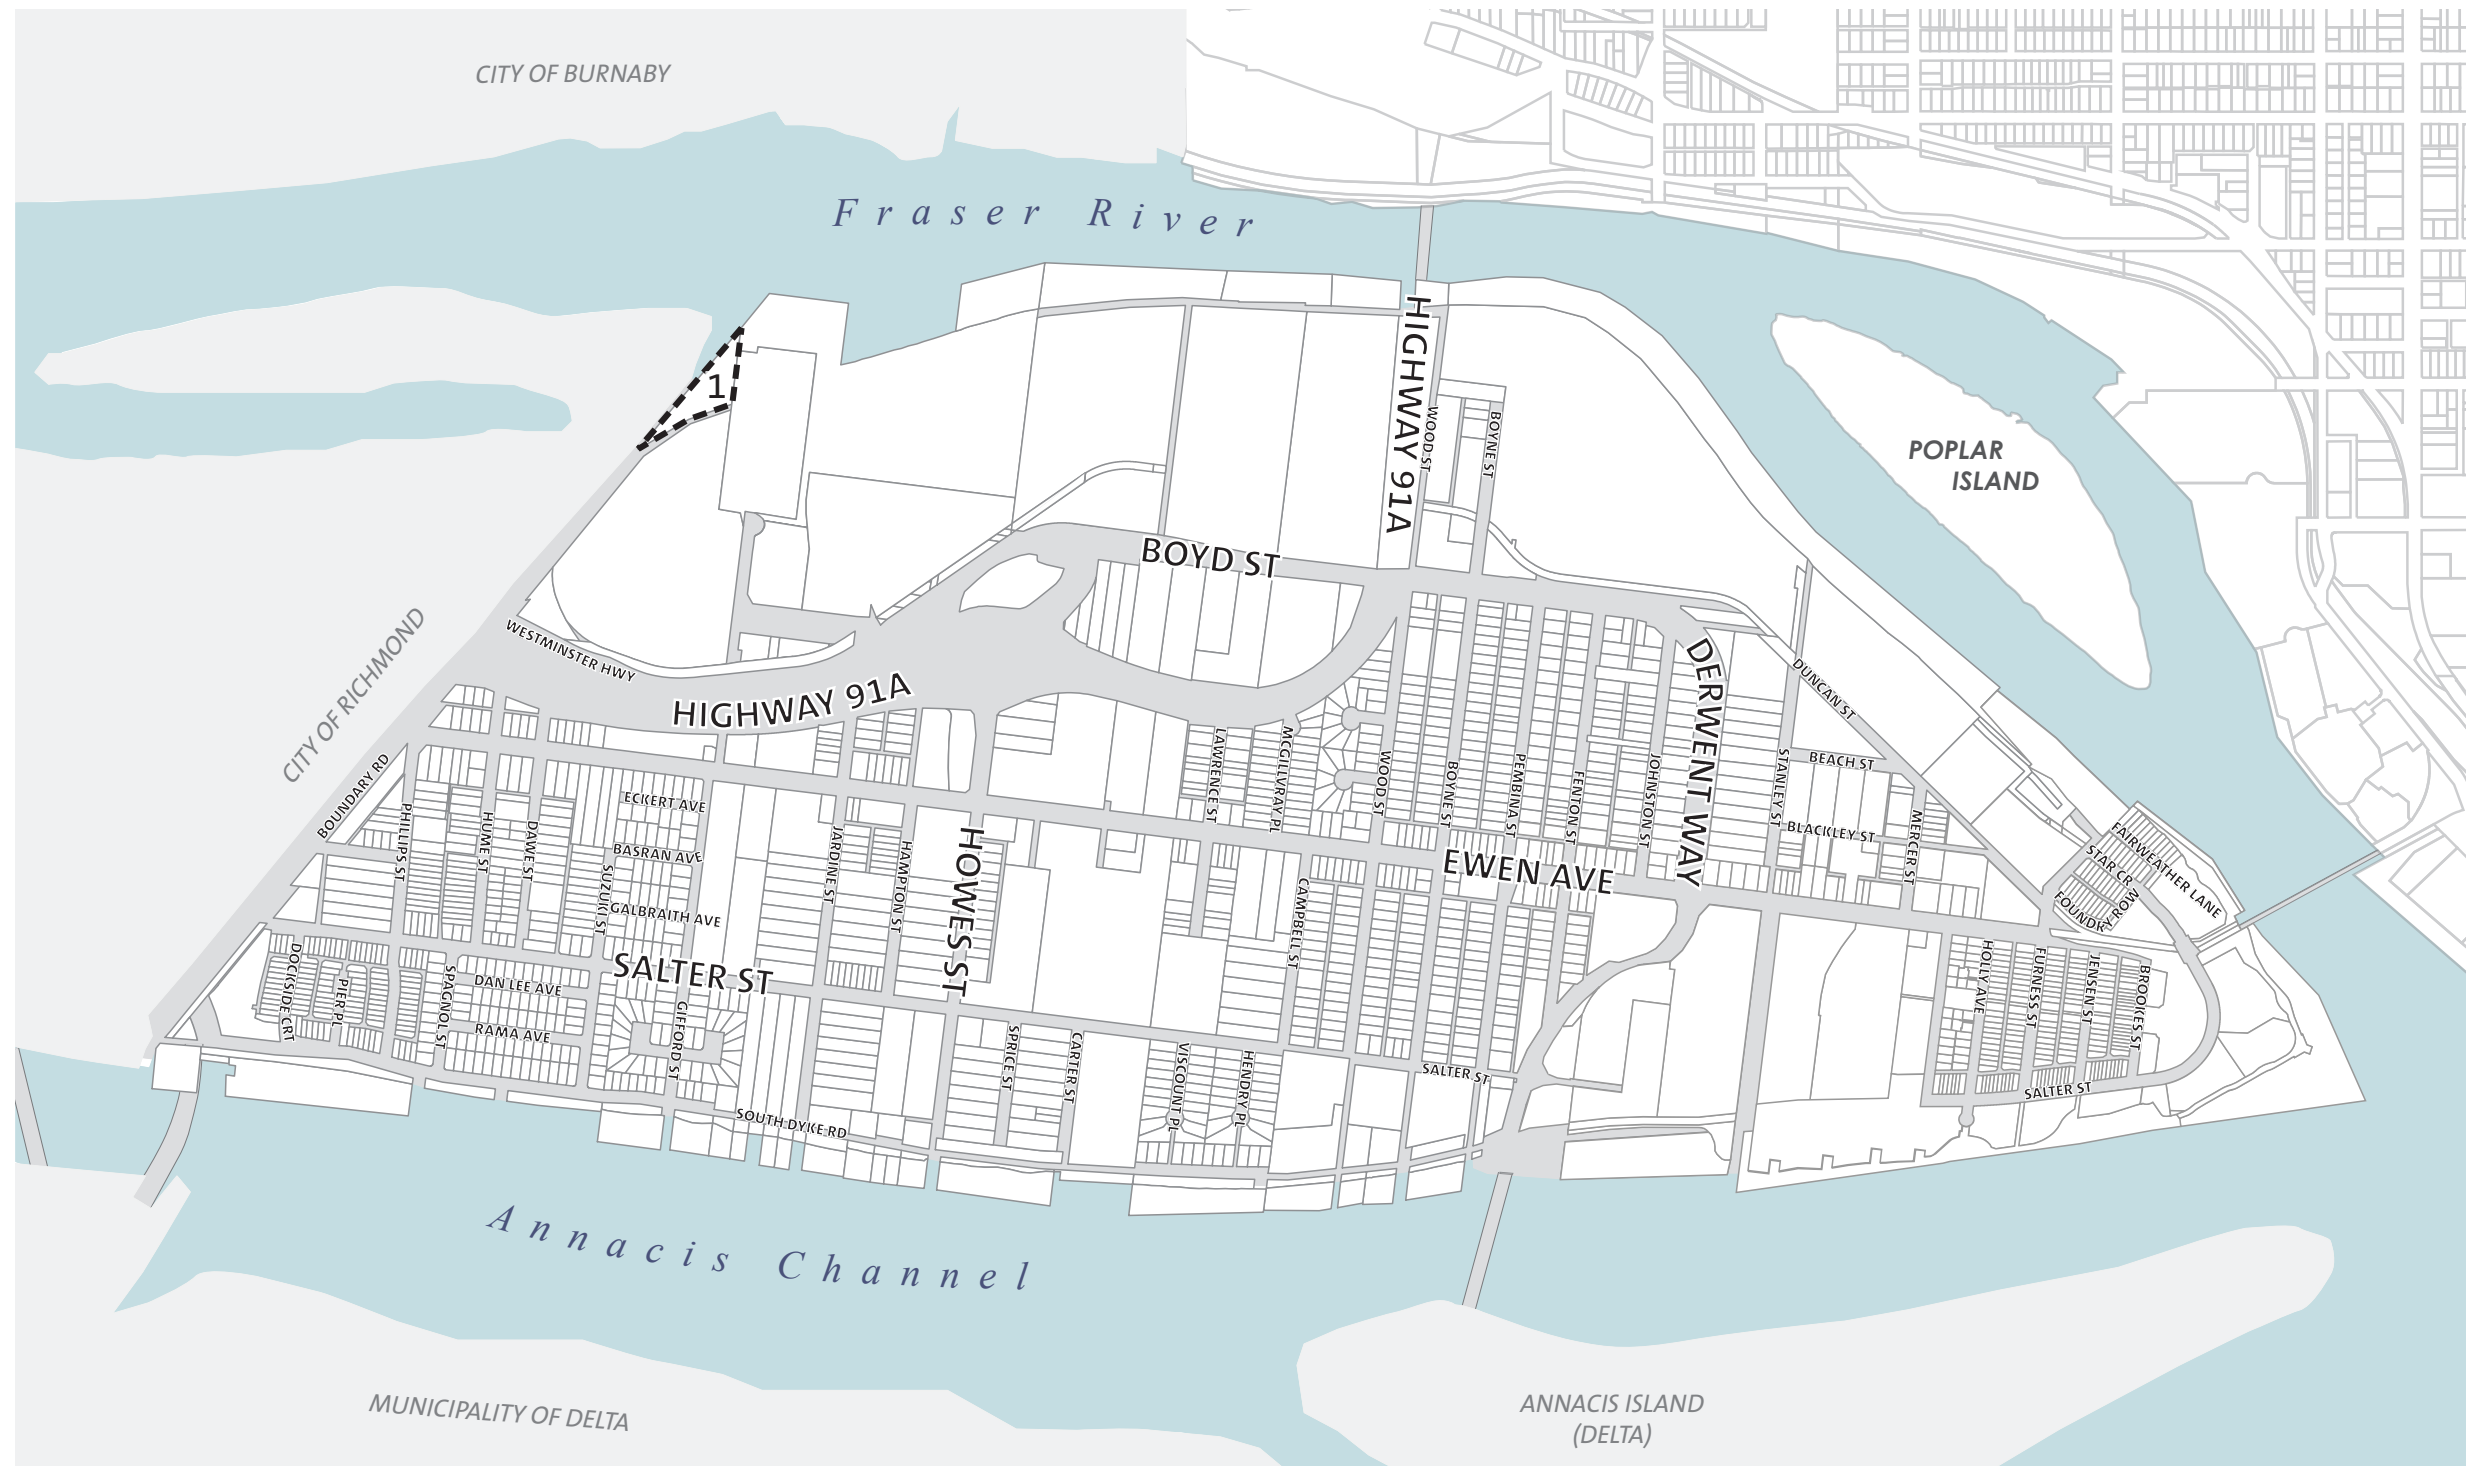 CITY OF BURNABY
Fraser River
HIGHWAY 91A
1
WOOD ST
BOYNE ST
POPLAR
ISLAND
BOYD ST
CITY OF RICHMOND
WESTMINSTER HWY
HIGHWAY 91A
DERWENT WAY
DUNCAN ST
BOUNDARY RD
LAWRENCE ST
MCGILLVRAY PL
WOOD ST
BOYNE ST
PEMBINA ST
FENTON ST
JOHNSTON ST
STANLEY ST
BEACH ST
ECKERT AVE
PHILLIPS ST
HUME ST
DAWE ST
BASRAN AVE
SUZUKI ST
GALBRAITH AVE
JARDINE ST
HAMPTON ST
HOWES ST
EWEN AVE
BLACKLEY ST
MERCER ST
FAIRWEATHER LANE
STAR CR
FOUNDRY ROW
CAMPBELL ST
SALTER ST
DOCKSIDE CRT
PIER PL
SPAGNOL ST
DAN LEE AVE
RAMA AVE
GIFFORD ST
HOLLY AVE
FURNESS ST
JENSEN ST
BROOKES ST
SPRICE ST
CARTER ST
VISCOUNT PL
HENDRY PL
SALTER ST
SALTER ST
SOUTH DYKE RD
Annacis Channel
MUNICIPALITY OF DELTA
ANNACIS ISLAND
(DELTA)